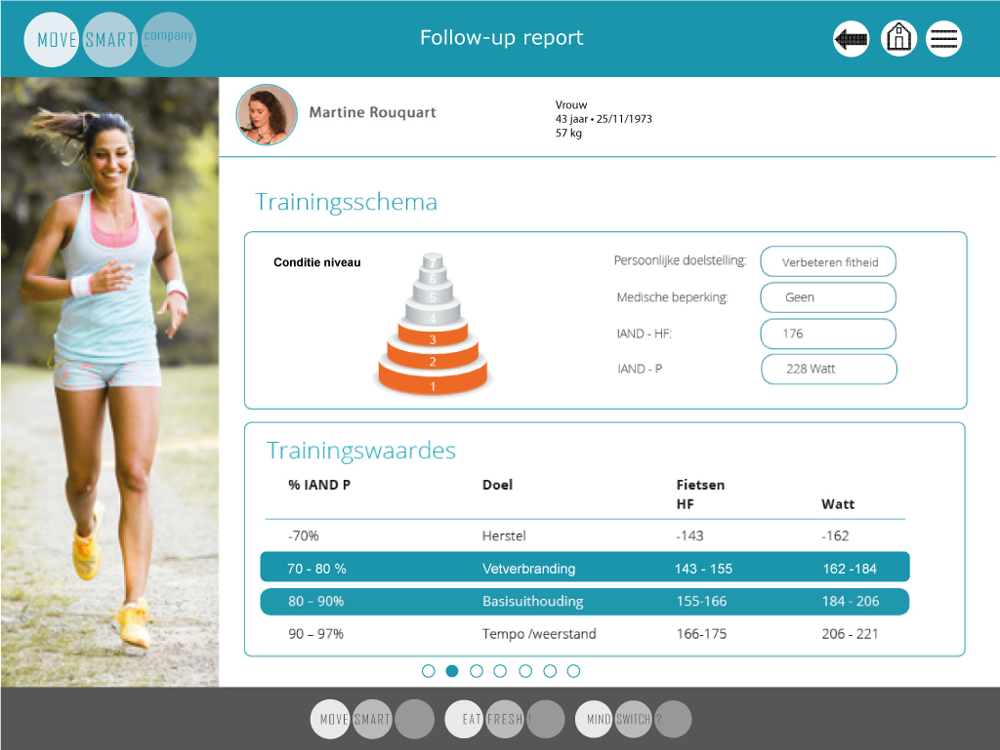 MOVE SMART company
Follow-up report
Martine Rouquart
Vrouw
43 jaar • 25/11/1973
57 kg
Trainingsschema
Conditie niveau
7
6
5
4
3
2
1
Persoonlijke doelstelling: Verbeteren fitheid
Medische beperking: Geen
IAND - HF: 176
IAND - P 228 Watt
Trainingswaardes
% IAND P Doel Fietsen
HF Watt
-70% Herstel -143 -162
70 - 80 % Vetverbranding 143 - 155 162 -184
80 – 90% Basisuithouding 155-166 184 - 206
90 – 97% Tempo /weerstand 166-175 206 - 221
MOVE SMART . EAT FRESH ! MIND SWITCH ?